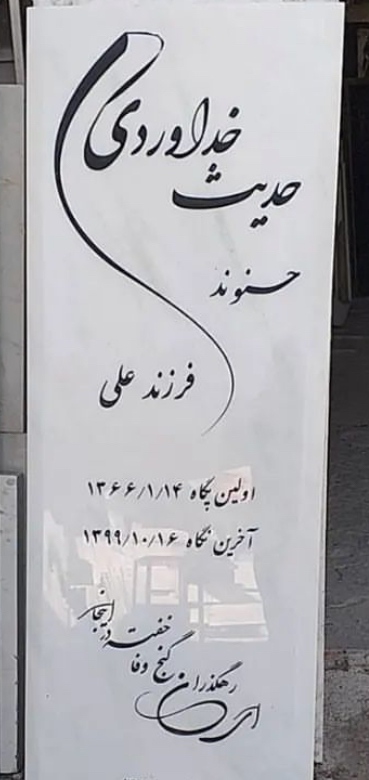 خداوردی
حدیث
حسنوند
فرزند علی
اولین پگاه ۱۳۶۶/۱/۱۴
آخرین نگاه ۱۳۹۹/۱۰/۱۶
ای رهگذران گنج وفا خفته در اینجا